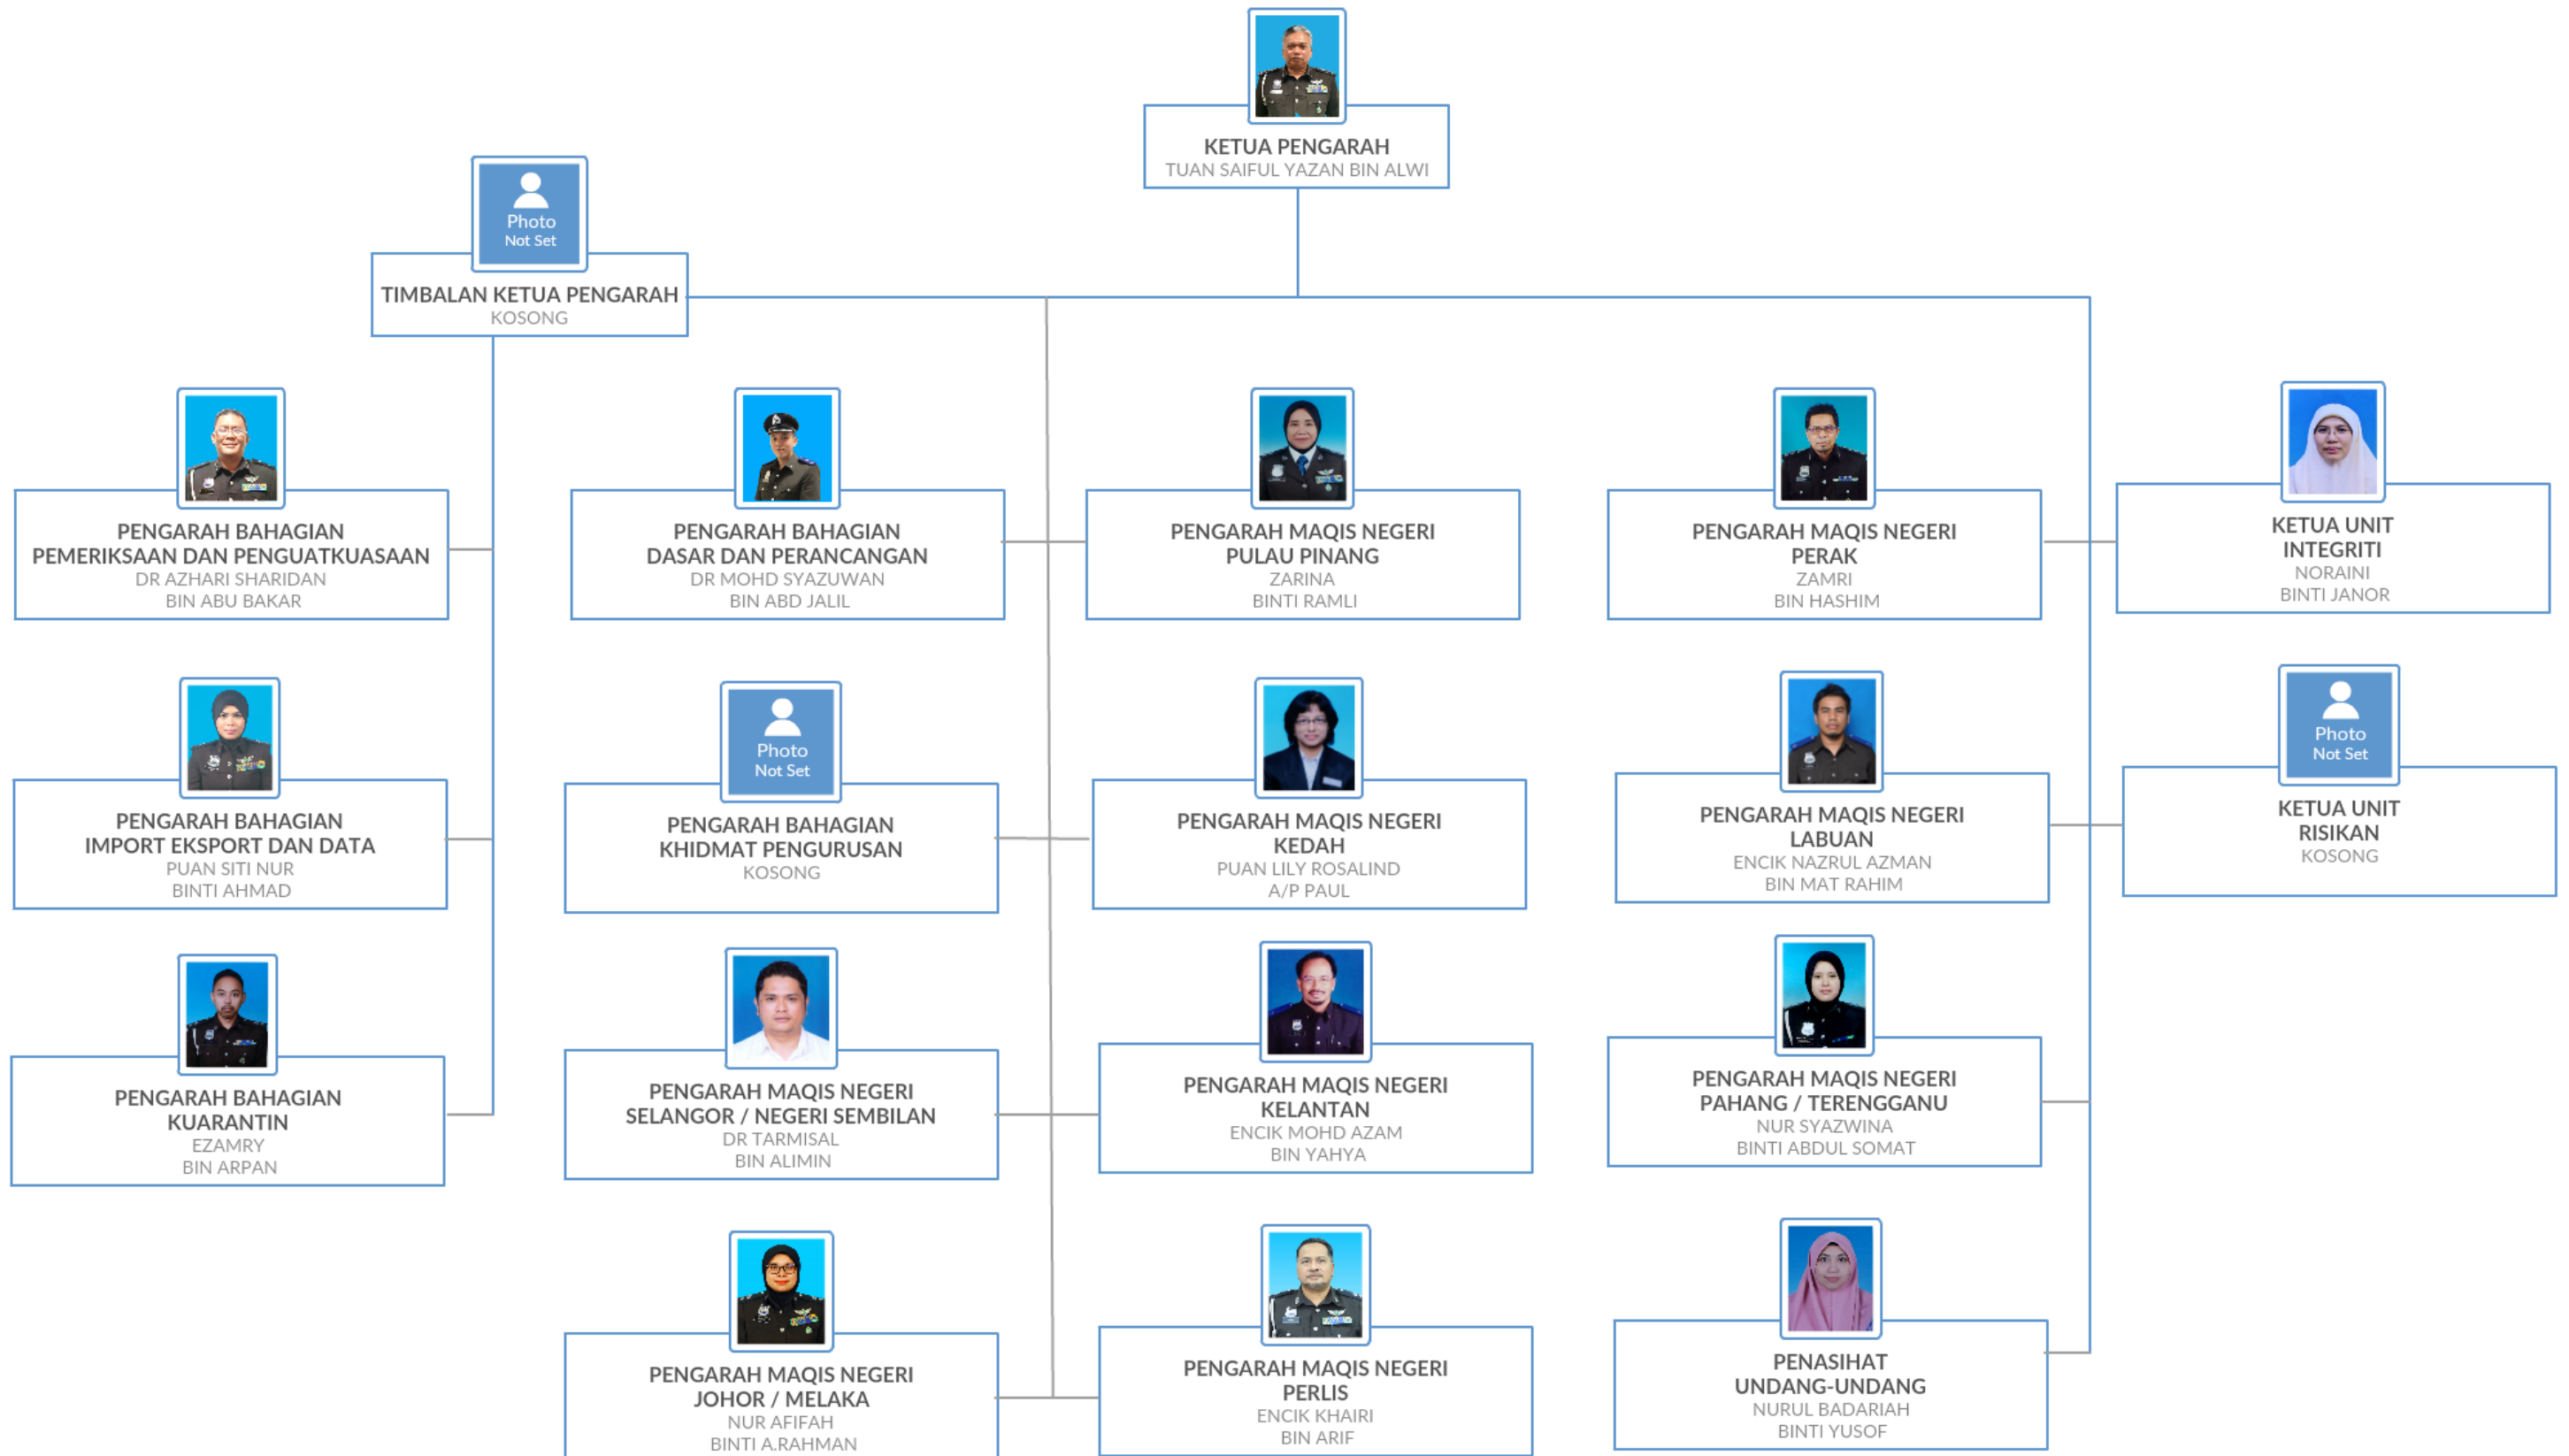 KETUA PENGARAH
TUAN SAIFUL YAZAN BIN ALWI
Photo
Not Set
TIMBALAN KETUA PENGARAH
KOSONG
PENGARAH BAHAGIAN
PEMERIKSAAN DAN PENGUATKUASAAN
DR AZHARI SHARIDAN
BIN ABU BAKAR
PENGARAH BAHAGIAN
DASAR DAN PERANCANGAN
DR MOHD SYAZUWAN
BIN ABD JALIL
PENGARAH MAQIS NEGERI
PULAU PINANG
ZARINA
BINTI RAMLI
PENGARAH MAQIS NEGERI
PERAK
ZAMRI
BIN HASHIM
KETUA UNIT
INTEGRITI
NORAINI
BINTI JANOR
PENGARAH BAHAGIAN
IMPORT EKSPORT DAN DATA
PUAN SITI NUR
BINTI AHMAD
Photo
Not Set
PENGARAH BAHAGIAN
KHIDMAT PENGURUSAN
KOSONG
PENGARAH MAQIS NEGERI
KEDAH
PUAN LILY ROSALIND
A/P PAUL
PENGARAH MAQIS NEGERI
LABUAN
ENCIK NAZRUL AZMAN
BIN MAT RAHIM
Photo
Not Set
KETUA UNIT
RISIKAN
KOSONG
PENGARAH BAHAGIAN
KUARANTIN
EZAMRY
BIN ARPAN
PENGARAH MAQIS NEGERI
SELANGOR / NEGERI SEMBILAN
DR TARMISAL
BIN ALIMIN
PENGARAH MAQIS NEGERI
KELANTAN
ENCIK MOHD AZAM
BIN YAHYA
PENGARAH MAQIS NEGERI
PAHANG / TERENGGANU
NUR SYAZWINA
BINTI ABDUL SOMAT
PENGARAH MAQIS NEGERI
JOHOR / MELAKA
NUR AFIFAH
BINTI A.RAHMAN
PENGARAH MAQIS NEGERI
PERLIS
ENCIK KHAIRI
BIN ARIF
PENASIHAT
UNDANG-UNDANG
NURUL BADARIAH
BINTI YUSOF